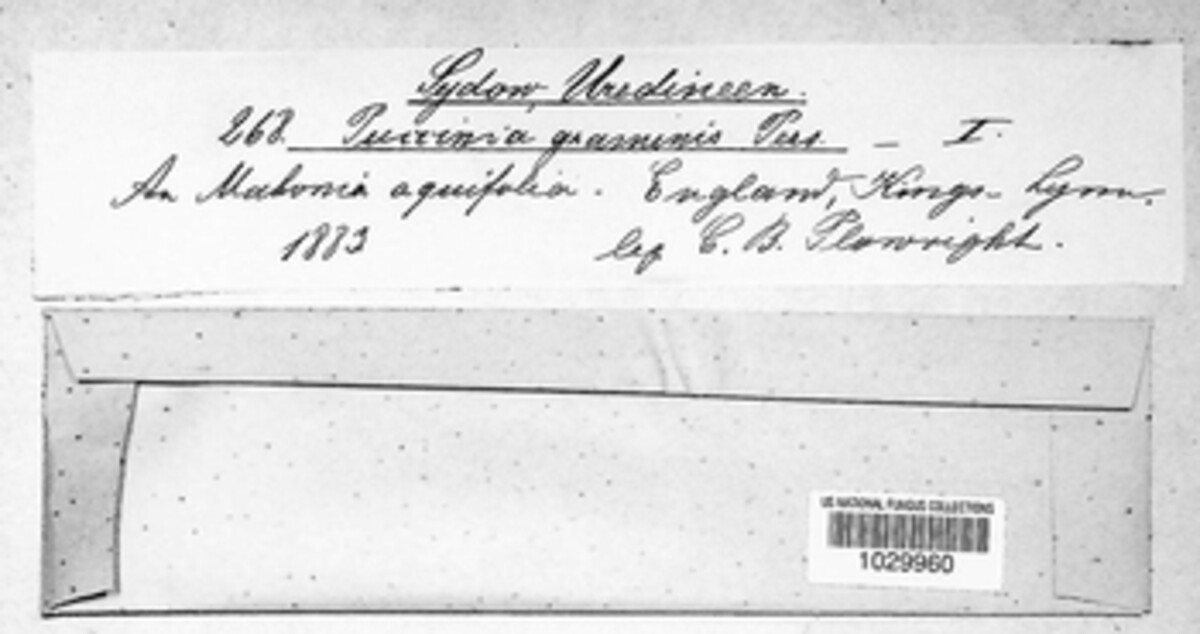 Sydow, Uredineen.
268. Puccinia graminis Pers. — I.
An Mahonia aquifolia. England, Kings-Lynn.
1883 leg C. B. Plowright.
US NATIONAL FUNGUS COLLECTIONS
1029960